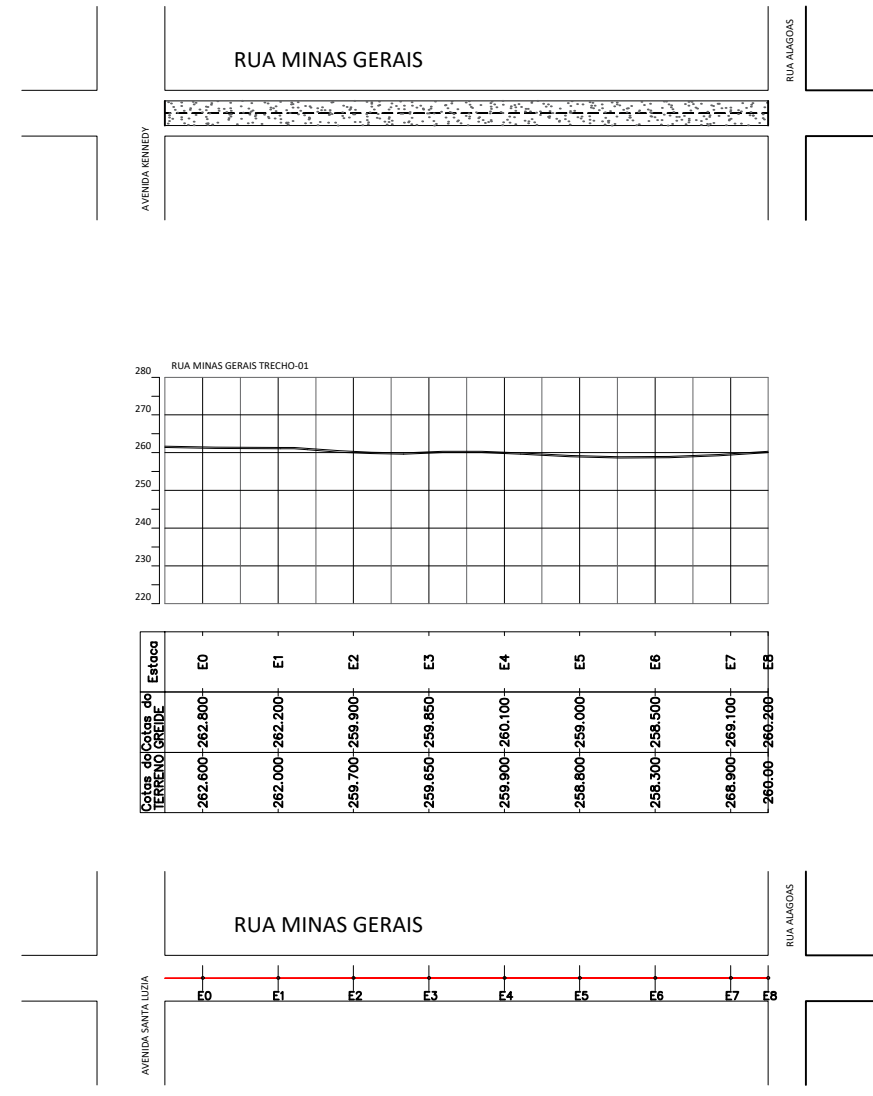 RUA MINAS GERAIS
RUA ALAGOAS
AVENIDA KENNEDY
RUA MINAS GERAIS TRECHO-01
280
270
260
250
240
230
220
Estaca
E0
E1
E2
E3
E4
E5
E6
E7
E8
Cotas do
GREIDE
262.800
262.200
259.900
259.850
260.100
259.000
258.500
269.100
260.200
Cotas do
TERRENO
262.600
262.000
259.700
259.650
259.900
258.800
258.300
268.900
260.00
RUA MINAS GERAIS
RUA ALAGOAS
AVENIDA SANTA LUZIA
E0
E1
E2
E3
E4
E5
E6
E7
E8